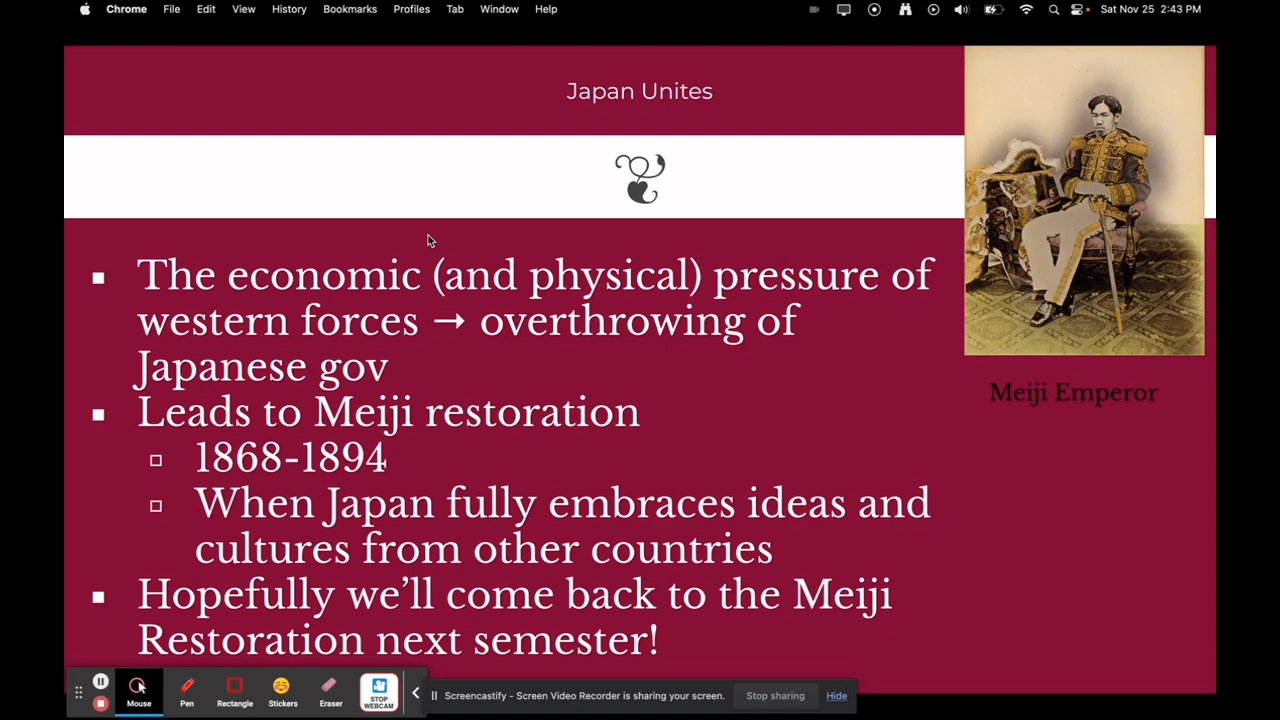 Chrome File Edit View History Bookmarks Profiles Tab Window Help Sat Nov 25 2:43 PM
Japan Unites
The economic (and physical) pressure of
western forces → overthrowing of
Japanese gov
Leads to Meiji restoration
1868-1894
When Japan fully embraces ideas and
cultures from other countries
Hopefully we'll come back to the Meiji
Restoration next semester!
Meiji Emperor
Mouse Pen Rectangle Stickers Eraser STOP WEBCAM
Screencastify - Screen Video Recorder is sharing your screen. Stop sharing Hide